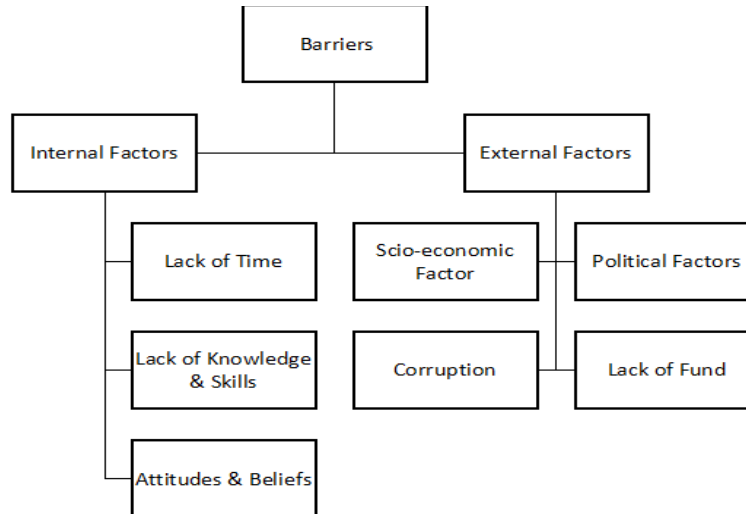 Barriers
Internal Factors
External Factors
Lack of Time
Scio-economic
Factor
Political Factors
Lack of Knowledge
& Skills
Corruption
Lack of Fund
Attitudes & Beliefs